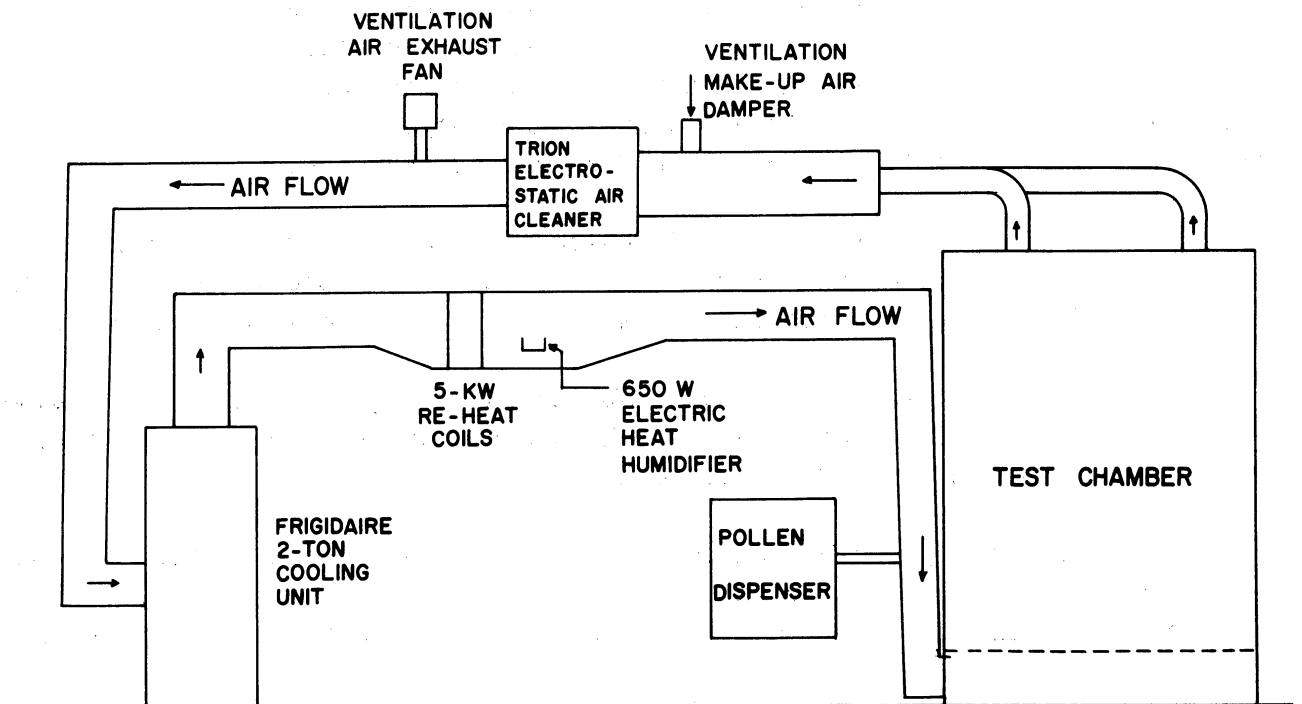 VENTILATION
AIR EXHAUST
FAN
VENTILATION
MAKE-UP AIR
DAMPER
TRION
ELECTRO-
STATIC AIR
CLEANER
AIR FLOW
AIR FLOW
5-KW
RE-HEAT
COILS
650 W
ELECTRIC
HEAT
HUMIDIFIER
TEST CHAMBER
FRIGIDAIRE
2-TON
COOLING
UNIT
POLLEN
DISPENSER